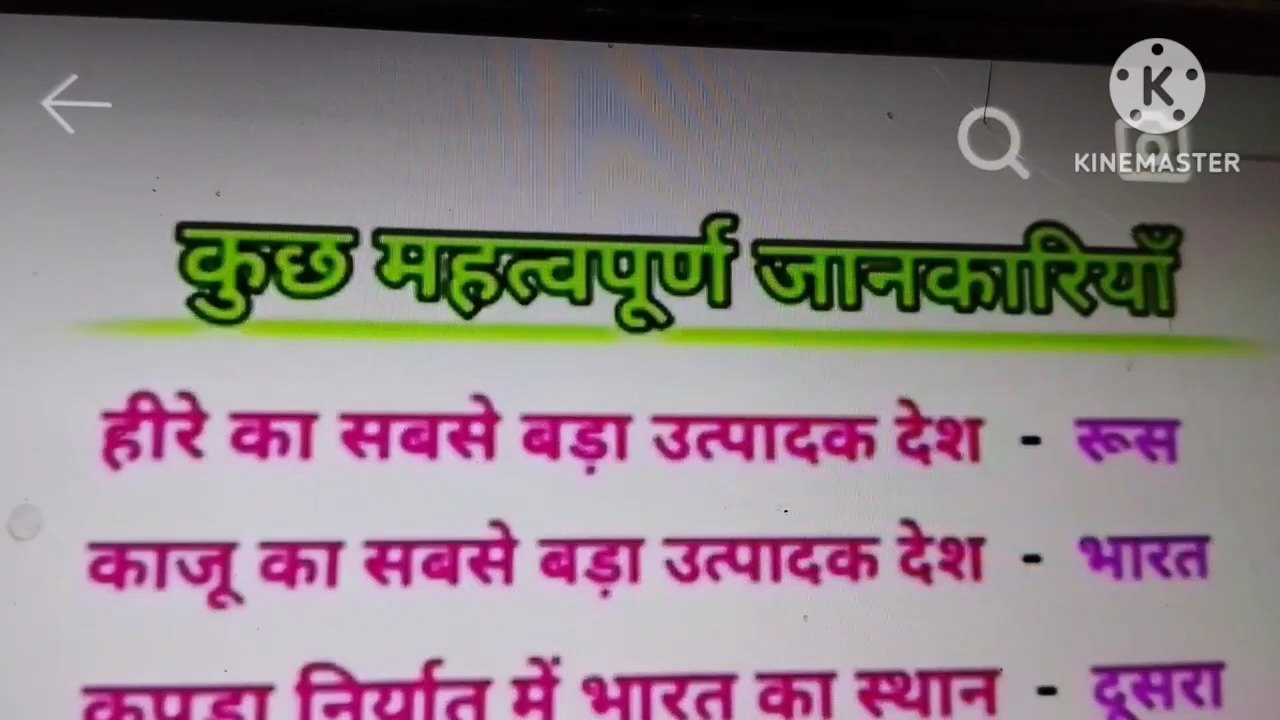 K
KINEMASTER
कुछ महत्वपूर्ण जानकारियाँ
हीरे का सबसे बड़ा उत्पादक देश - रूस
काजू का सबसे बड़ा उत्पादक देश - भारत
कपड़ा निर्यात में भारत का स्थान - दूसरा